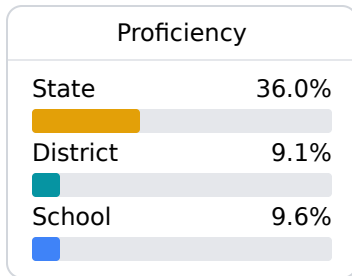 Proficiency
State 36.0%
District 9.1%
School 9.6%